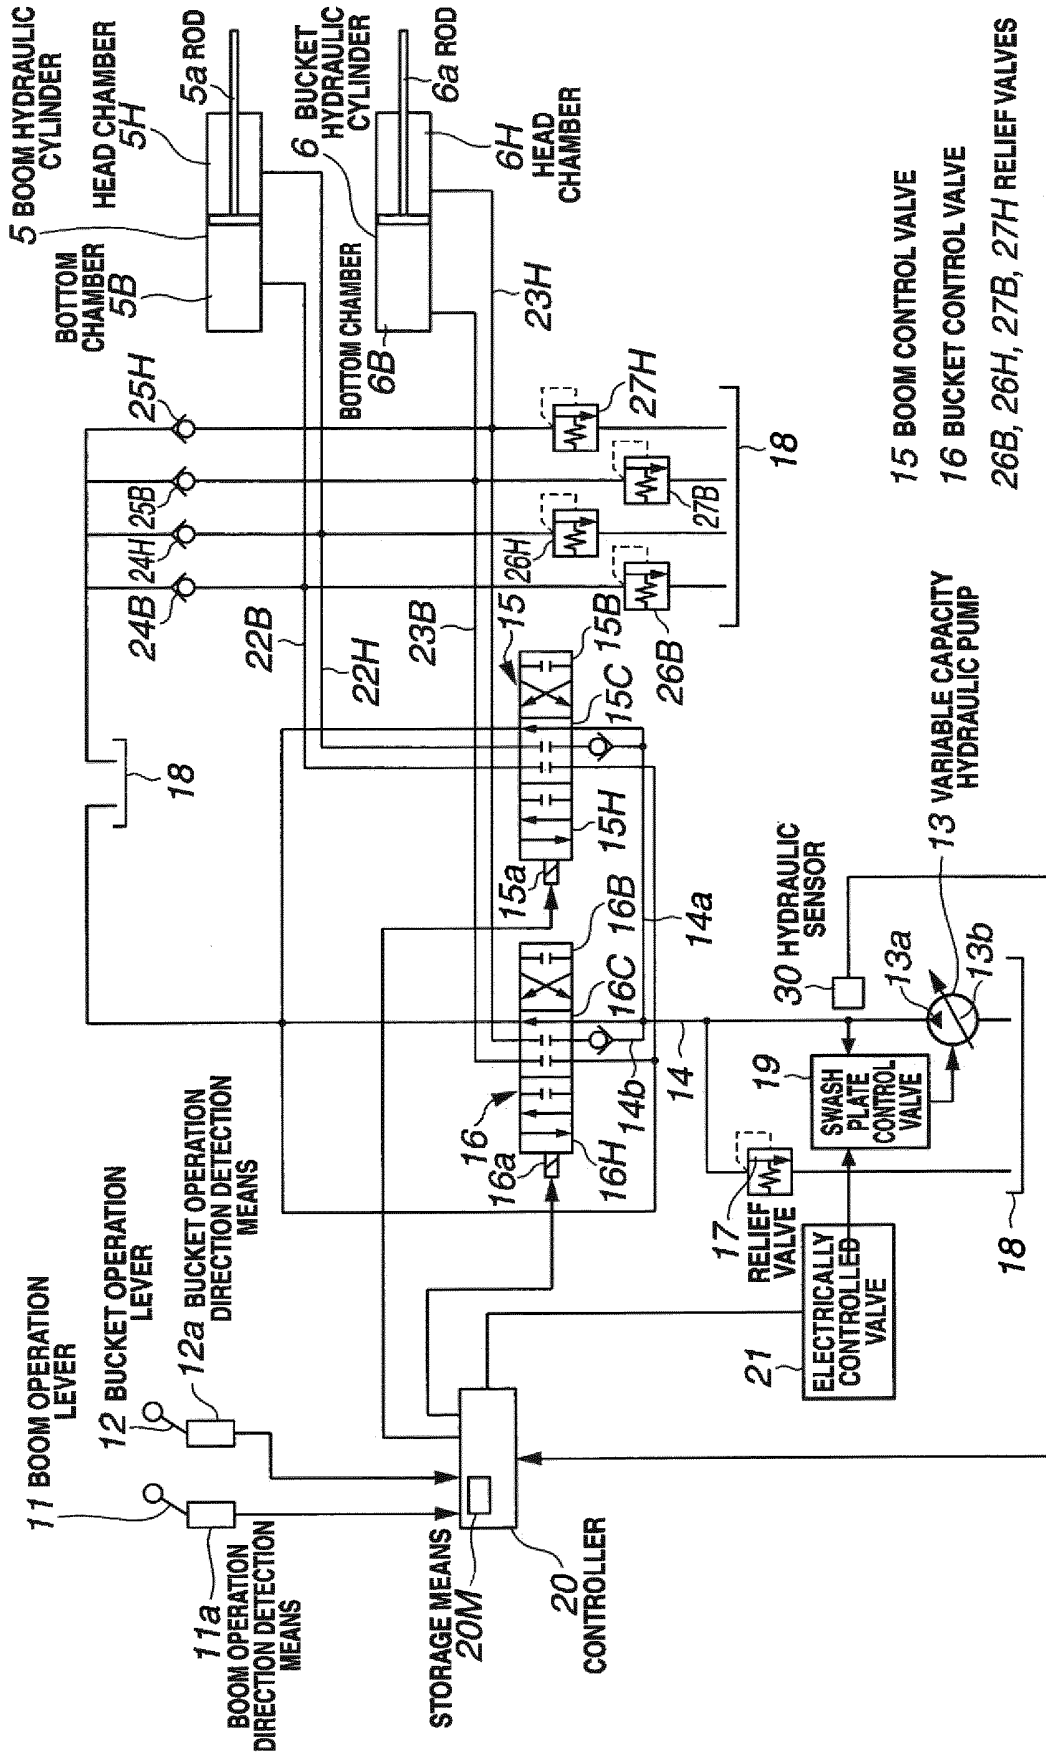 11 BOOM OPERATION
LEVER
12 BUCKET OPERATION
LEVER
12a BUCKET OPERATION
DIRECTION DETECTION
MEANS
11a
BOOM OPERATION
DIRECTION DETECTION
MEANS
STORAGE MEANS
20M
20
CONTROLLER
21
ELECTRICALLY
CONTROLLED
VALVE
17
RELIEF
VALVE
18
19
SWASH
PLATE
CONTROL
VALVE
30 HYDRAULIC
SENSOR
13a
13b
13 VARIABLE CAPACITY
HYDRAULIC PUMP
14
14b
14a
16
16a
16H
16C
16B
15
15a
15H
15C
15B
18
22B
22H
23B
24B
24H
25B
25H
26B
26H
27B
27H
18
23H
5 BOOM HYDRAULIC
CYLINDER
HEAD CHAMBER
5H
5a ROD
BOTTOM
CHAMBER
5B
6 BUCKET
HYDRAULIC
CYLINDER
6a ROD
6H
HEAD
CHAMBER
BOTTOM CHAMBER
6B
15 BOOM CONTROL VALVE
16 BUCKET CONTROL VALVE
26B, 26H, 27B, 27H RELIEF VALVES